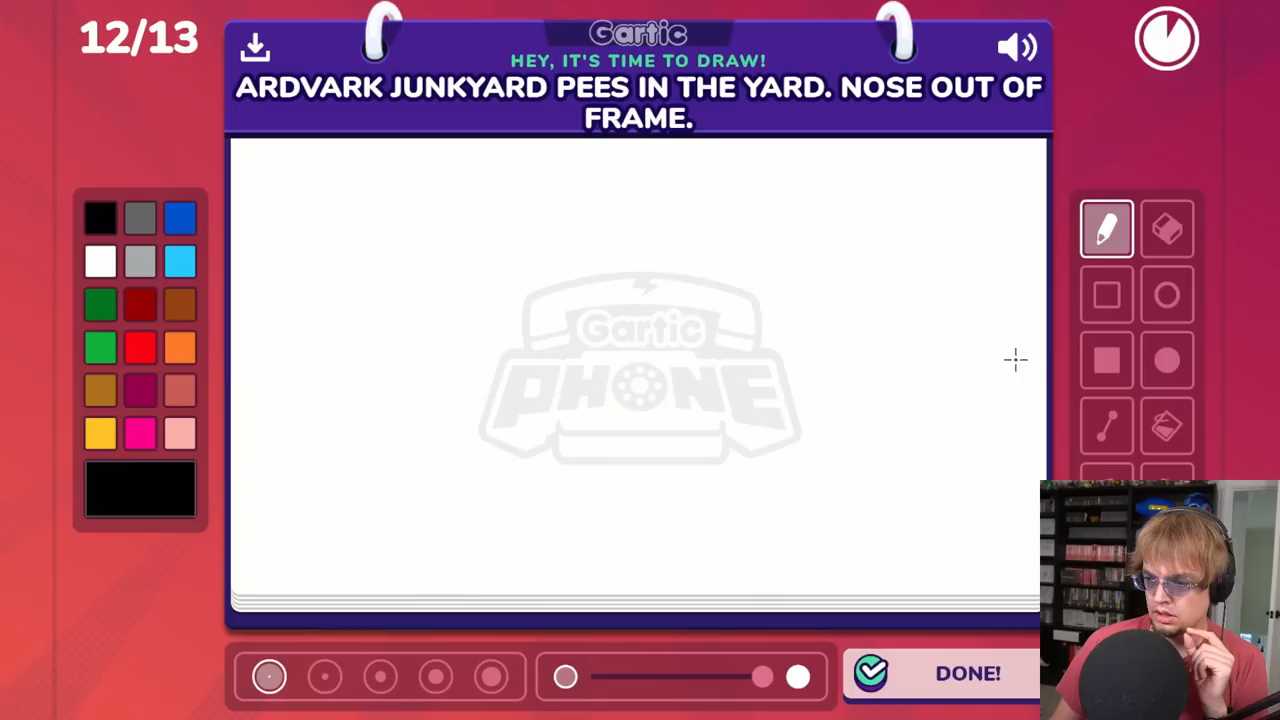 12/13
Gartic
HEY, IT'S TIME TO DRAW!
ARDVARK JUNKYARD PEES IN THE YARD. NOSE OUT OF
FRAME.
Gartic
PHONE
DONE!